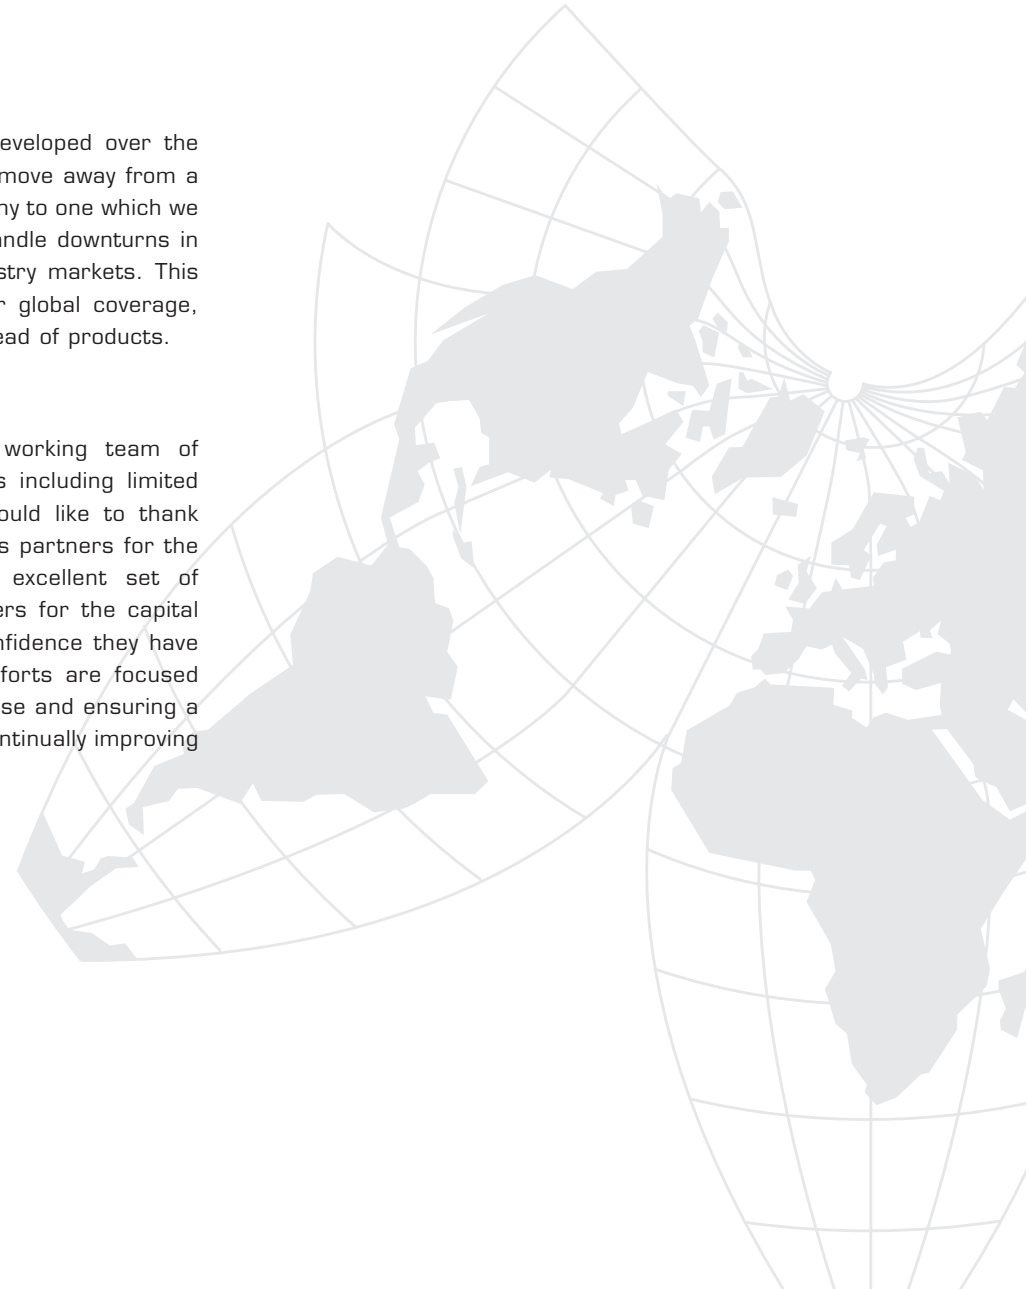 eveloped over the
move away from a
ny to one which we
andle downturns in
stry markets. This
r global coverage,
ead of products.
working team of
s including limited
ould like to thank
s partners for the
excellent set of
ers for the capital
nfidence they have
forts are focused
se and ensuring a
ntinually improving